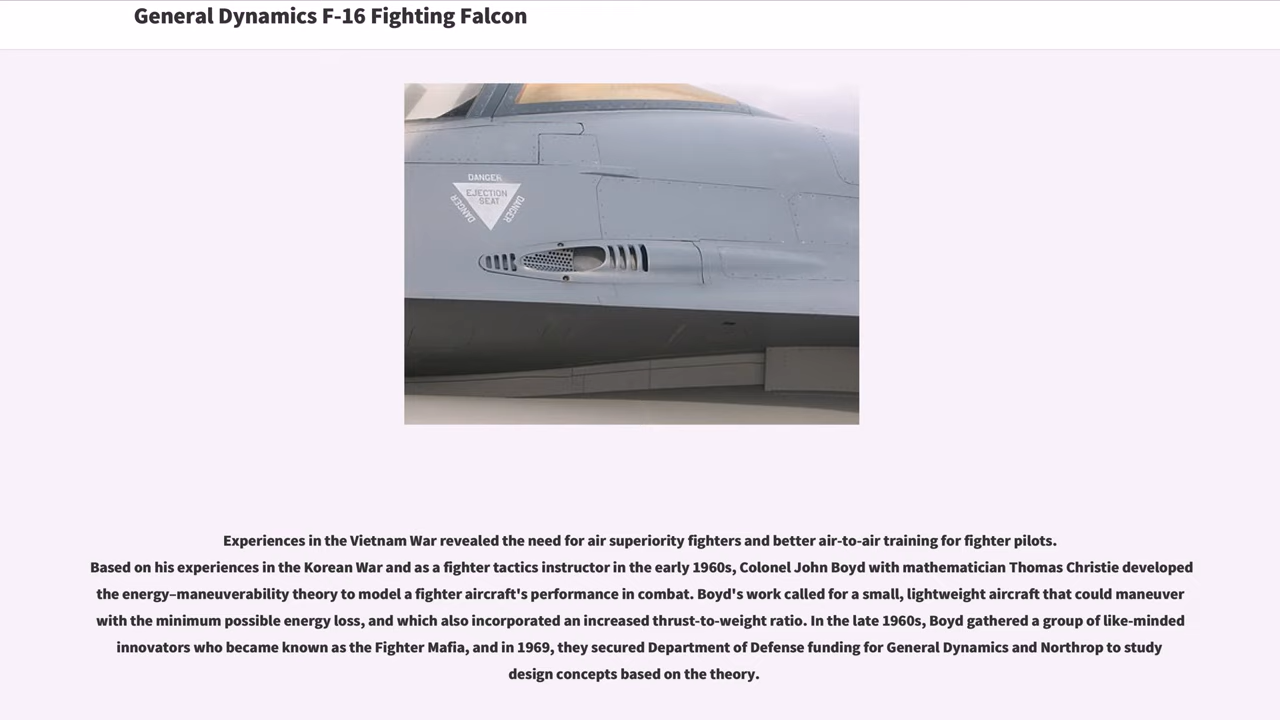 General Dynamics F-16 Fighting Falcon
DANGER
EJECTION
SEAT
DANGER
DANGER
Experiences in the Vietnam War revealed the need for air superiority fighters and better air-to-air training for fighter pilots.
Based on his experiences in the Korean War and as a fighter tactics instructor in the early 1960s, Colonel John Boyd with mathematician Thomas Christie developed
the energy–maneuverability theory to model a fighter aircraft's performance in combat. Boyd's work called for a small, lightweight aircraft that could maneuver
with the minimum possible energy loss, and which also incorporated an increased thrust-to-weight ratio. In the late 1960s, Boyd gathered a group of like-minded
innovators who became known as the Fighter Mafia, and in 1969, they secured Department of Defense funding for General Dynamics and Northrop to study
design concepts based on the theory.